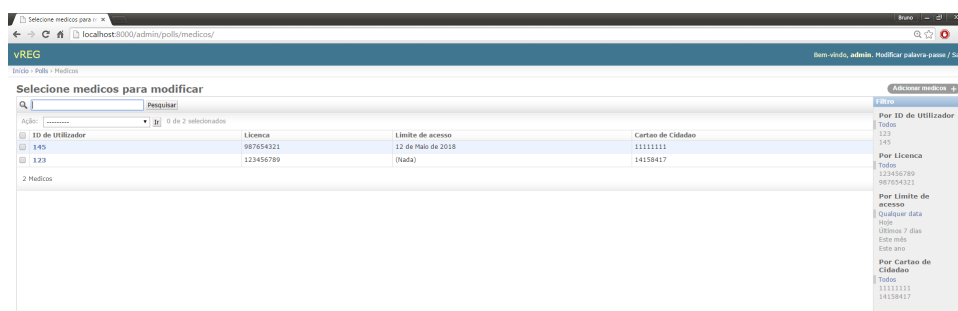 Selecione medicos para
Bruno
localhost:8000/admin/polls/medicos/
vREG
Bem-vindo, admin. Modificar palavra-passe /
Início › Polls › Medicos
Selecione medicos para modificar
Adicionar medicos +
Pesquisar
Ação: --------- Ir 0 de 2 selecionados
ID de Utilizador Licenca Limite de acesso Cartao de Cidadao
145 987654321 12 de Maio de 2018 11111111
123 123456789 (Nada) 14158417
2 Medicos
Filtro
Por ID de Utilizador
Todos
123
145
Por Licenca
Todos
123456789
987654321
Por Limite de
acesso
Qualquer data
Hoje
Últimos 7 dias
Este mês
Este ano
Por Cartao de
Cidadao
Todos
11111111
14158417